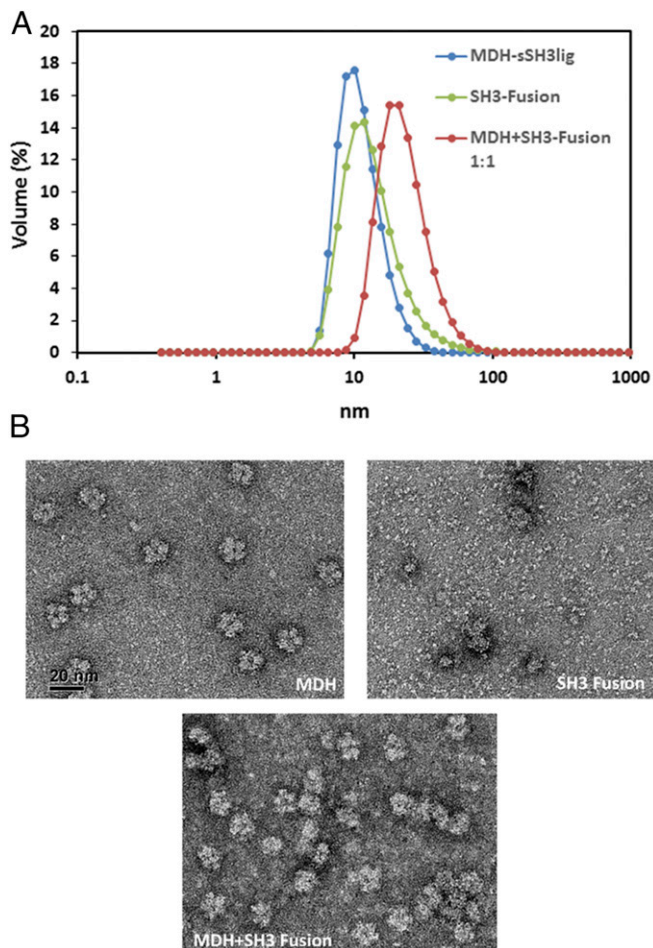 A
20
18
16
14
12
10
8
6
4
2
0
Volume (%)
MDH-sSH3lig
SH3-Fusion
MDH+SH3-Fusion
1:1
0.1
1
10
100
1000
nm
B
20 nm
MDH
SH3 Fusion
MDH+SH3 Fusion